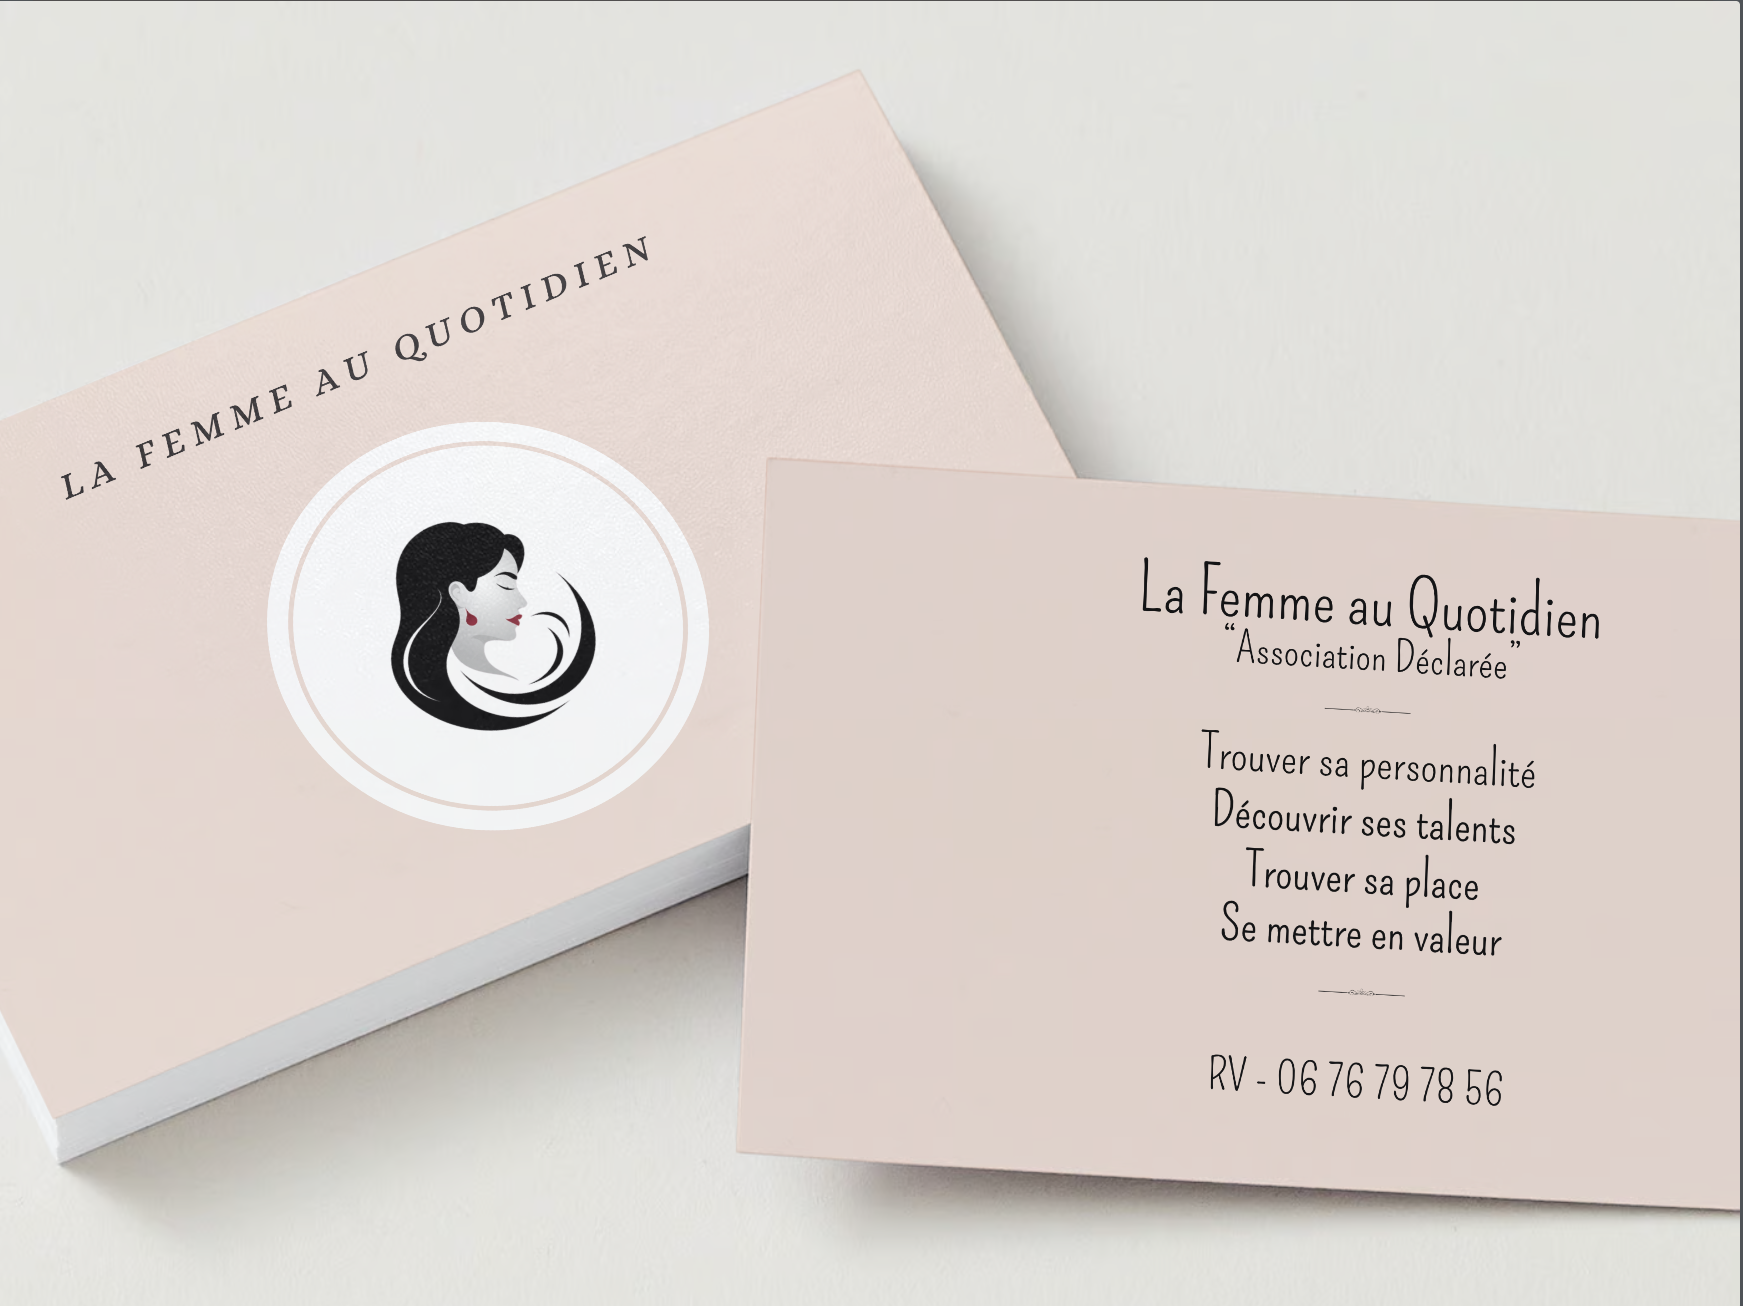 LA FEMME AU QUOTIDIEN
La Femme au Quotidien
“Association Déclarée”
Trouver sa personnalité
Découvrir ses talents
Trouver sa place
Se mettre en valeur
RV - 06 76 79 78 56